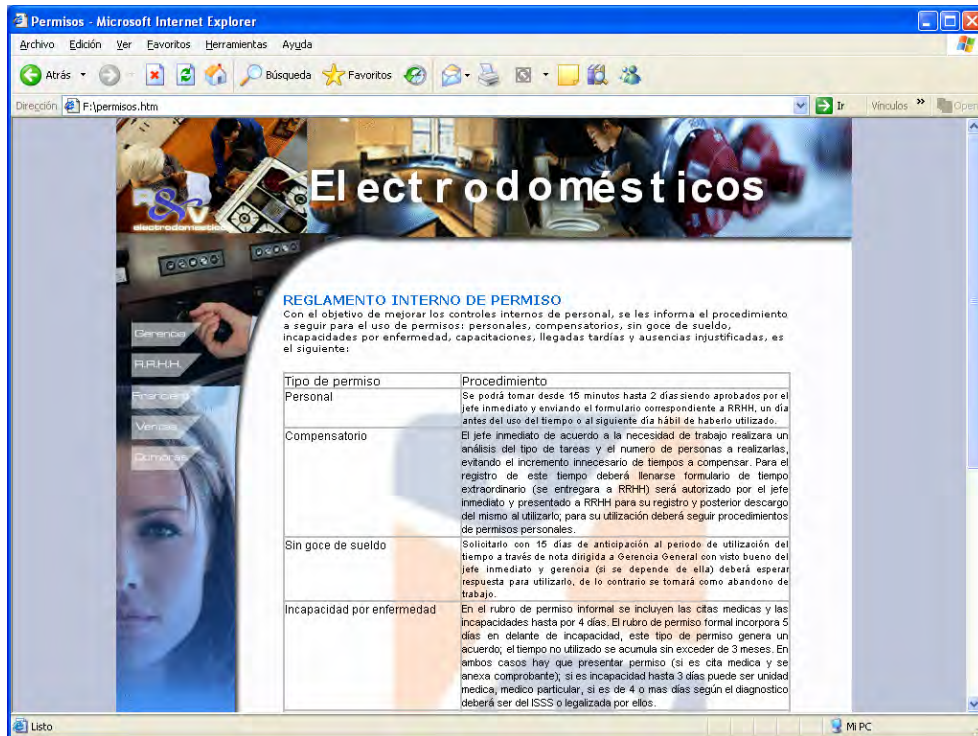 Permisos - Microsoft Internet Explorer
Archivo Edición Ver Favoritos Herramientas Ayuda
Atrás Búsqueda Favoritos
Dirección F:\permisos.htm Ir Vínculos »
Electrodomésticos
R&V
electrodomésticos
Gerencia
R.R.H.H.
Financiero
Ventas
Compras
REGLAMENTO INTERNO DE PERMISO
Con el objetivo de mejorar los controles internos de personal, se les informa el procedimiento
a seguir para el uso de permisos: personales, compensatorios, sin goce de sueldo,
incapacidades por enfermedad, capacitaciones, llegadas tardías y ausencias injustificadas, es
el siguiente:
Tipo de permiso Procedimiento
Personal Se podrá tomar desde 15 minutos hasta 2 días siendo aprobados por el
jefe inmediato y enviando el formulario correspondiente a RRHH, un día
antes del uso del tiempo o al siguiente día hábil de haberlo utilizado.
Compensatorio El jefe inmediato de acuerdo a la necesidad de trabajo realizara un
análisis del tipo de tareas y el numero de personas a realizarlas,
evitando el incremento innecesario de tiempos a compensar. Para el
registro de este tiempo deberá llenarse formulario de tiempo
extraordinario (se entregara a RRHH) será autorizado por el jefe
inmediato y presentado a RRHH para su registro y posterior descargo
del mismo al utilizarlo; para su utilización deberá seguir procedimientos
de permisos personales.
Sin goce de sueldo Solicitarlo con 15 días de anticipación al periodo de utilización del
tiempo a través de nota dirigida a Gerencia General con visto bueno del
jefe inmediato y gerencia (si se depende de ella) deberá esperar
respuesta para utilizarlo, de lo contrario se tomará como abandono de
trabajo.
Incapacidad por enfermedad En el rubro de permiso informal se incluyen las citas medicas y las
incapacidades hasta por 4 días. El rubro de permiso formal incorpora 5
días en delante de incapacidad, este tipo de permiso genera un
acuerdo; el tiempo no utilizado se acumula sin exceder de 3 meses. En
ambos casos hay que presentar permiso (si es cita medica y se
anexa comprobante); si es incapacidad hasta 3 días puede ser unidad
medica, medico particular, si es de 4 o mas días según el diagnostico
deberá ser del ISSS o legalizada por ellos.
Listo Mi PC